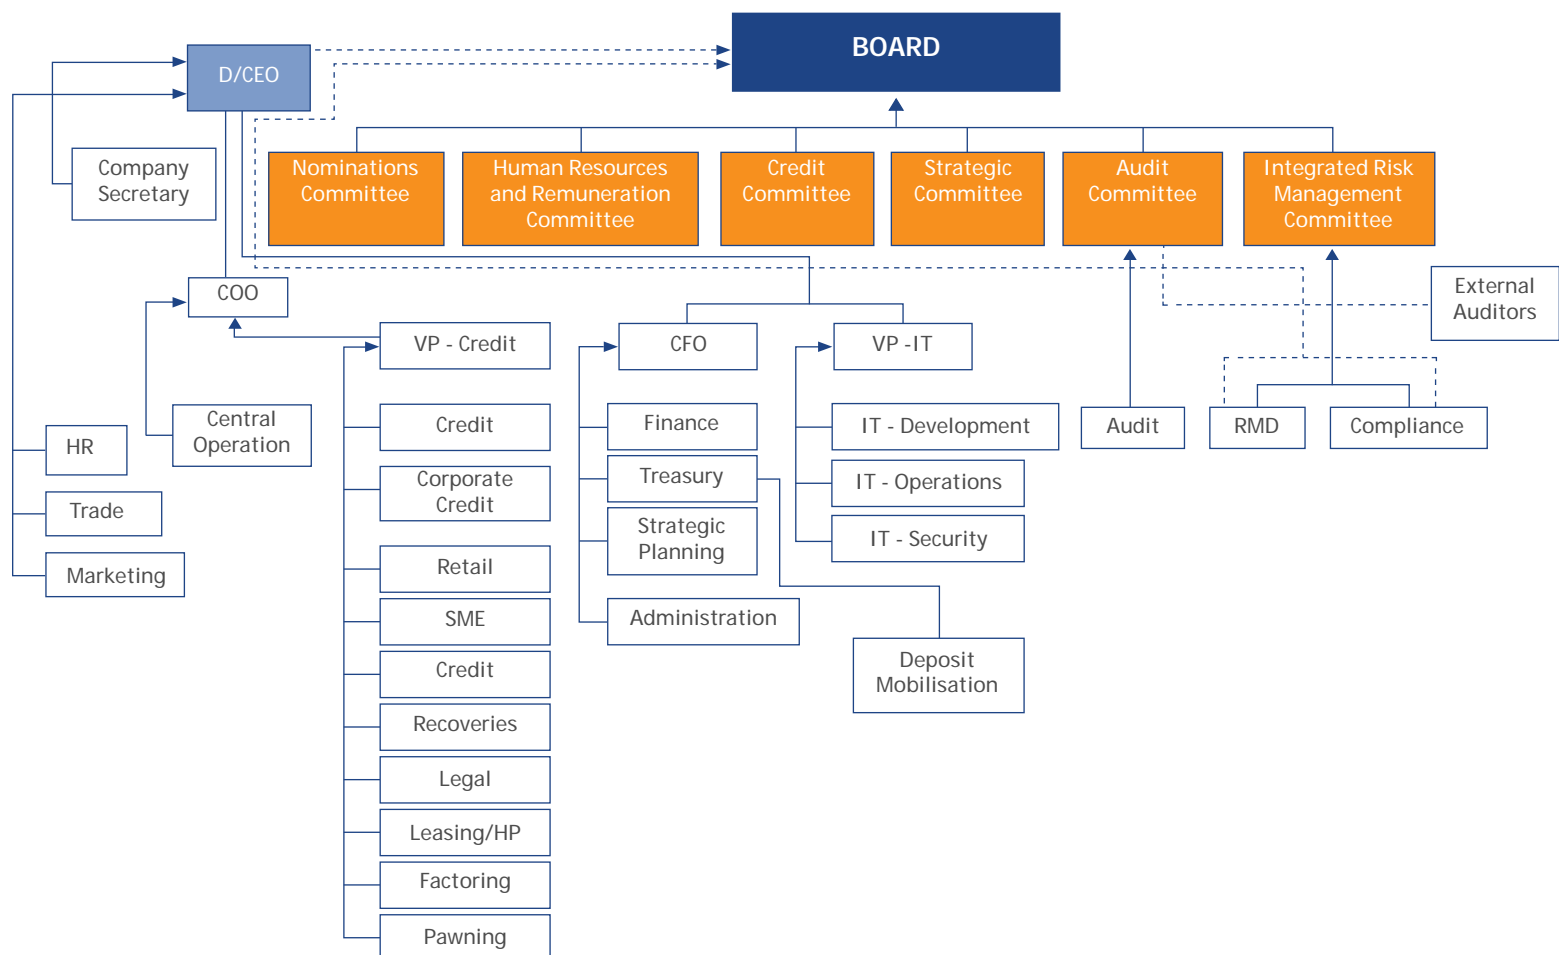 BOARD
D/CEO
Company
Secretary
Nominations
Committee
Human Resources
and Remuneration
Committee
Credit
Committee
Strategic
Committee
Audit
Committee
Integrated Risk
Management
Committee
COO
External
Auditors
VP - Credit
CFO
VP -IT
Central
Operation
HR
Trade
Marketing
Credit
Corporate
Credit
Retail
SME
Credit
Recoveries
Legal
Leasing/HP
Factoring
Pawning
Finance
Treasury
Strategic
Planning
Administration
Deposit
Mobilisation
IT - Development
IT - Operations
IT - Security
Audit
RMD
Compliance